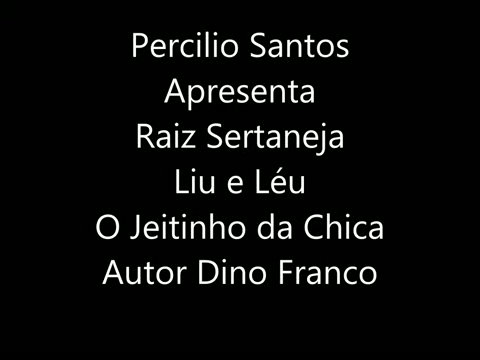 Percilio Santos
Apresenta
Raiz Sertaneja
Liu e Léu
O Jeitinho da Chica
Autor Dino Franco